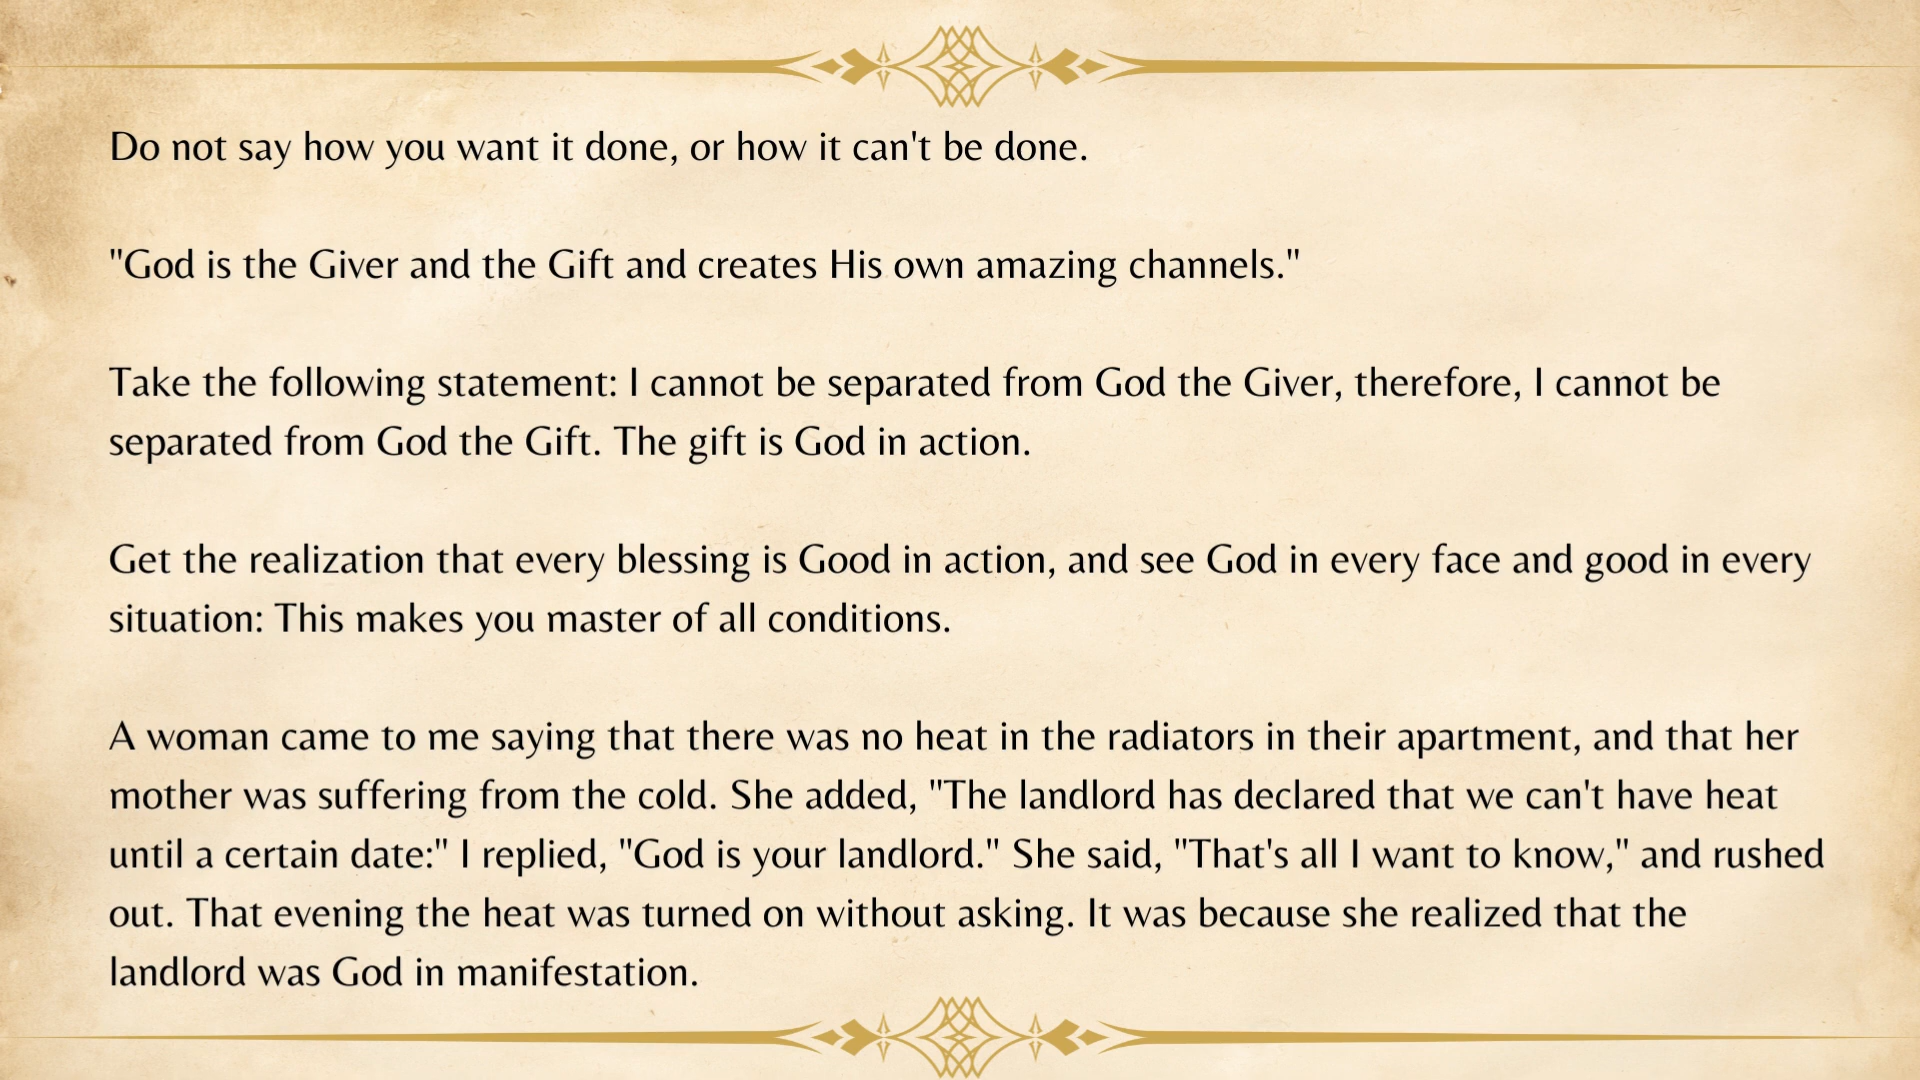 Do not say how you want it done, or how it can't be done.
"God is the Giver and the Gift and creates His own amazing channels."
Take the following statement: I cannot be separated from God the Giver, therefore, I cannot be
separated from God the Gift. The gift is God in action.
Get the realization that every blessing is Good in action, and see God in every face and good in every
situation: This makes you master of all conditions.
A woman came to me saying that there was no heat in the radiators in their apartment, and that her
mother was suffering from the cold. She added, "The landlord has declared that we can't have heat
until a certain date:" I replied, "God is your landlord." She said, "That's all I want to know," and rushed
out. That evening the heat was turned on without asking. It was because she realized that the
landlord was God in manifestation.